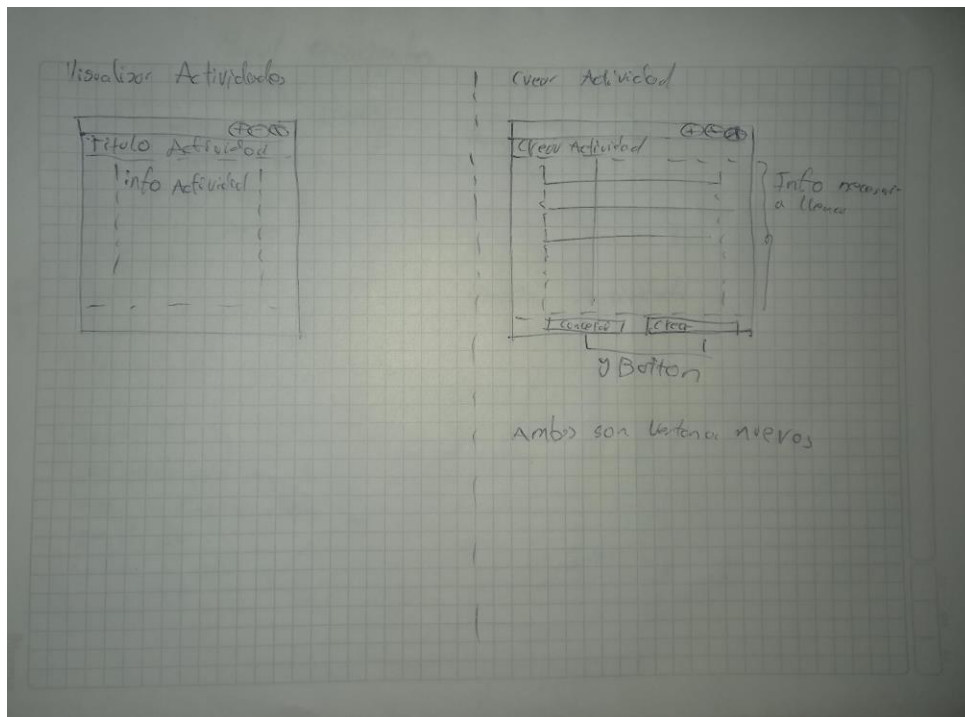 Visualizar Actividades
Titulo Actividad
info Actividad
Crear Actividad
Crear Actividad
Info
a llenar
Cancelar
Crear
Botton
Ambos son Ventana nuevos